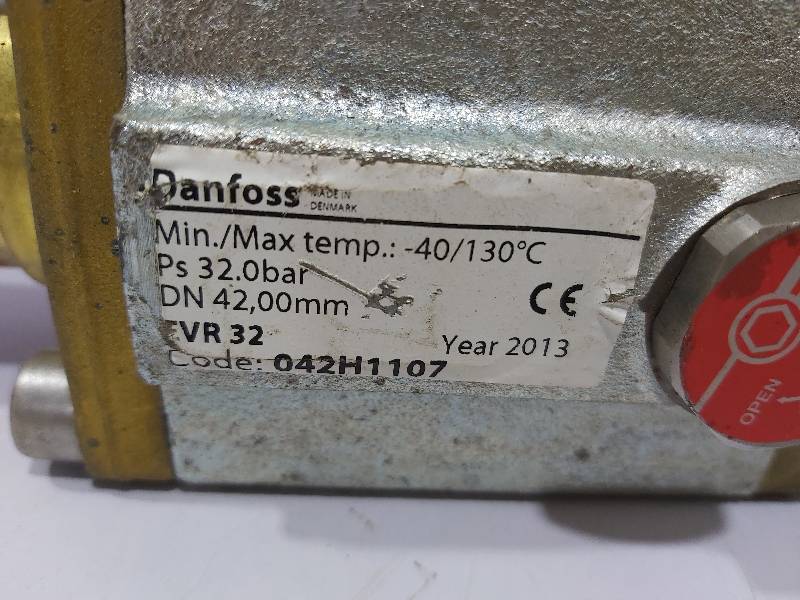 Danfoss MADE IN
DENMARK
Min./Max temp.: -40/130°C
Ps 32.0bar
DN 42,00mm CE
EVR 32
Year 2013
Code: 042H1107
OPEN